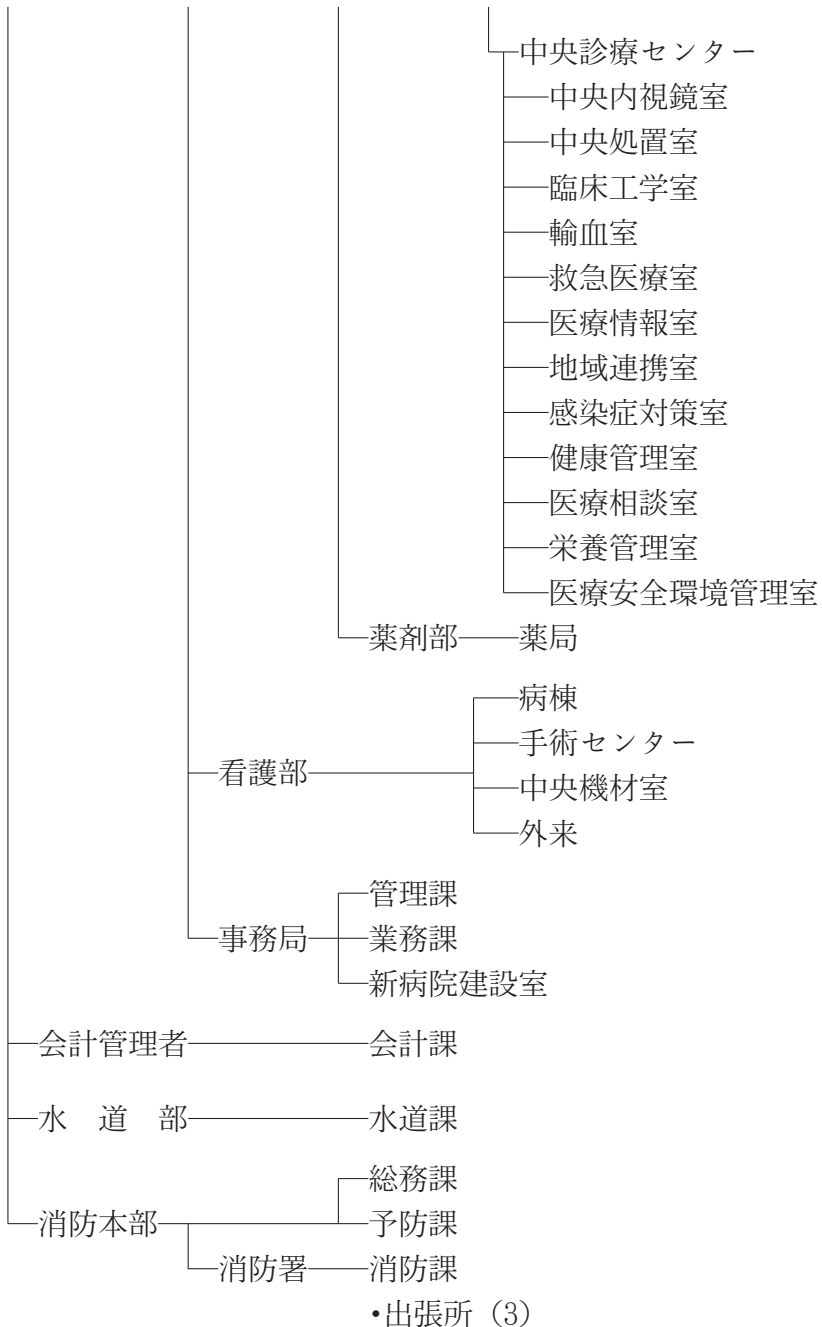 中央診療センター
中央内視鏡室
中央処置室
臨床工学室
輸血室
救急医療室
医療情報室
地域連携室
感染症対策室
健康管理室
医療相談室
栄養管理室
医療安全環境管理室
薬剤部 薬局
病棟
手術センター
看護部
中央機材室
外来
管理課
事務局 業務課
新病院建設室
会計管理者 会計課
水　道　部 水道課
総務課
消防本部 予防課
消防署 消防課
•出張所（3）